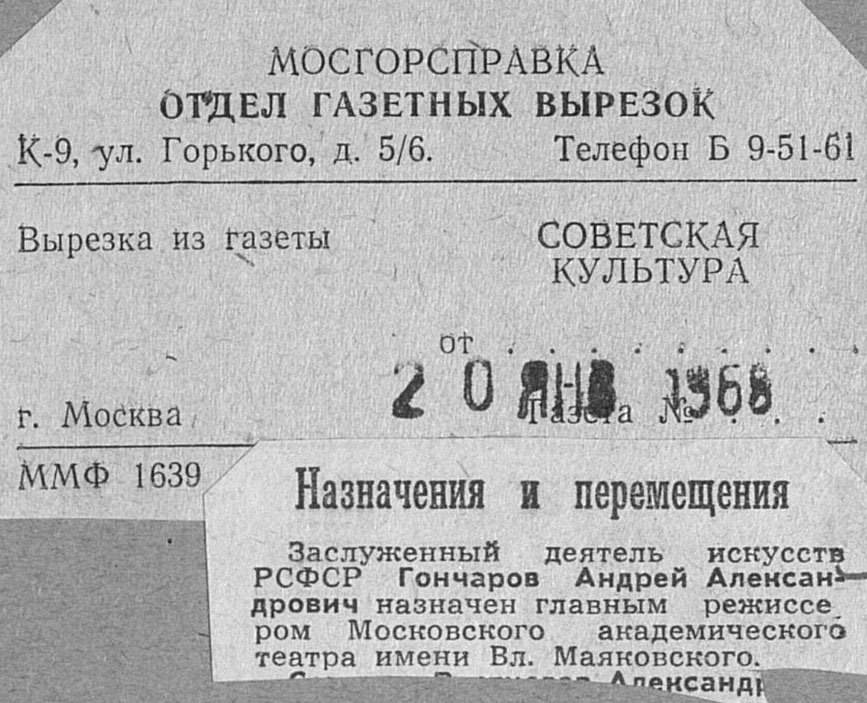 МОСГОРСПРАВКА
ОТДЕЛ ГАЗЕТНЫХ ВЫРЕЗОК
К-9, ул. Горького, д. 5/6. Телефон Б 9-51-61
Вырезка из газеты СОВЕТСКАЯ
КУЛЬТУРА
от . . . . . . . . .
20 ЯНВ 1968
г. Москва Газета № . . .
ММФ 1639
Назначения и перемещения
Заслуженный деятель искусств
РСФСР Гончаров Андрей Алексан-
дрович назначен главным режиссе
ром Московского академического
театра имени Вл. Маяковского.